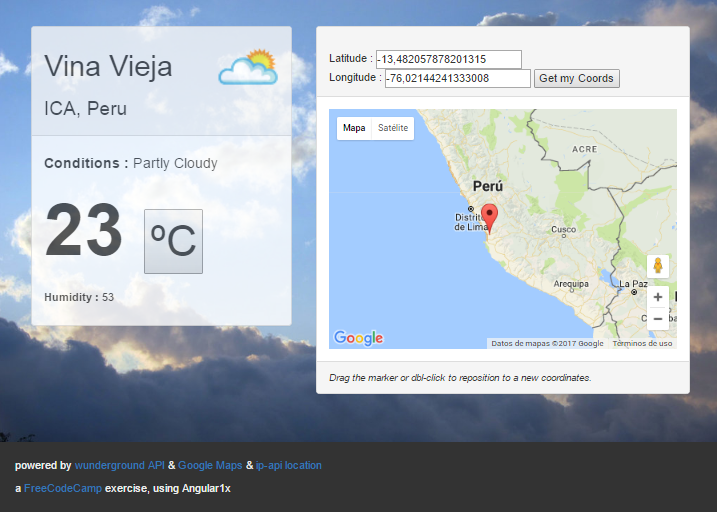 Vina Vieja
ICA, Peru
Conditions : Partly Cloudy
23 ºC
Humidity : 53
Latitude : -13,482057878201315
Longitude : -76,02144241333008 Get my Coords
Mapa Satélite
ACRE
Perú
Distrito
de Lima
Cusco
Arequipa
La Paz
Google
Datos de mapas ©2017 Google Términos de uso
Drag the marker or dbl-click to reposition to a new coordinates.
powered by wunderground API & Google Maps & ip-api location
a FreeCodeCamp exercise, using Angular1x